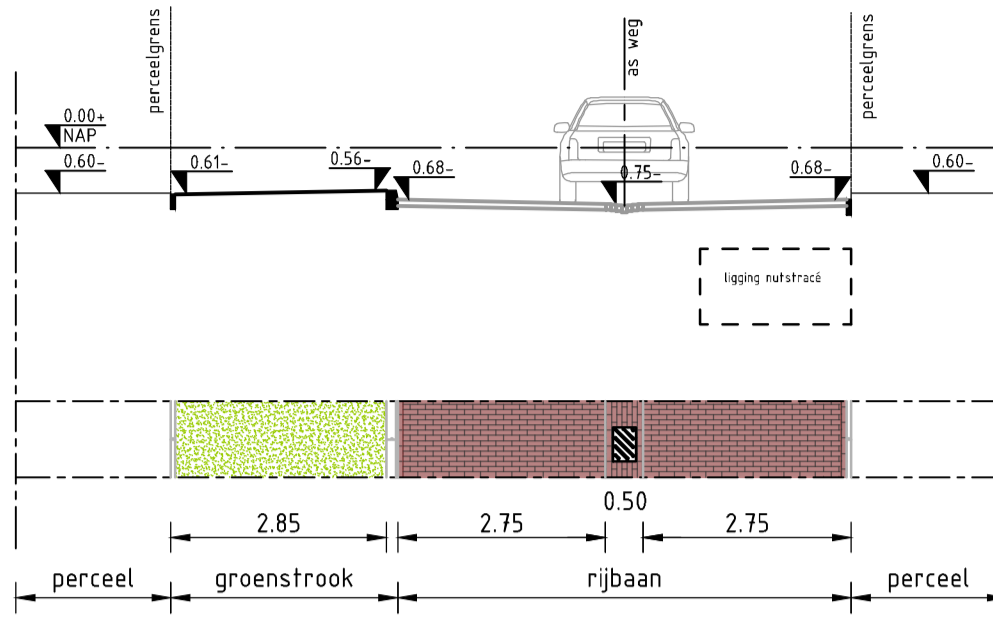 perceelgrens
as weg
perceelgrens
0.00+
NAP
0.60-
0.61-
0.56-
0.68-
0.75-
0.68-
0.60-
ligging nutstracé
0.50
2.85
2.75
2.75
perceel
groenstrook
rijbaan
perceel